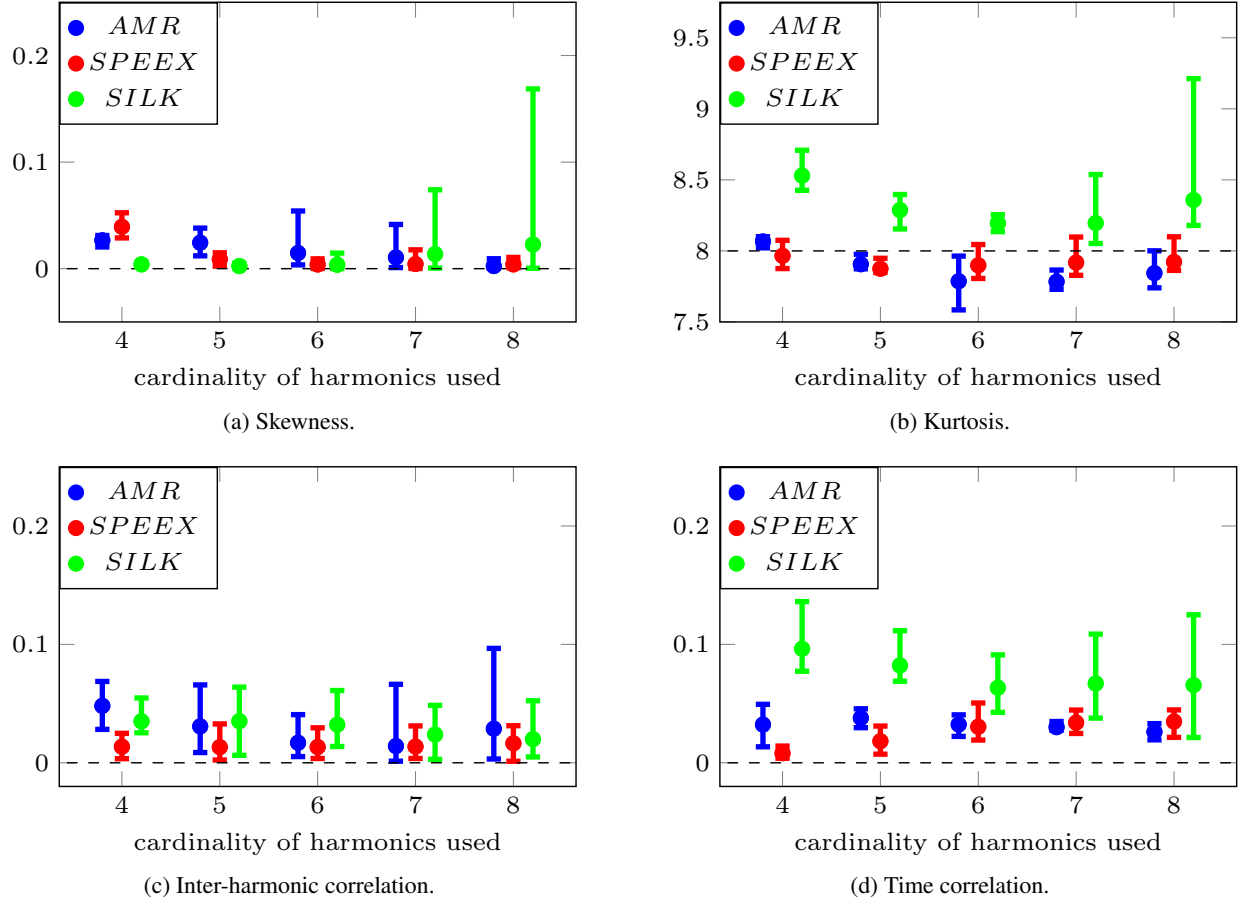 AMR
SPEEX
SILK
0.2
0.1
0
4 5 6 7 8
cardinality of harmonics used
(a) Skewness.
AMR
SPEEX
SILK
9.5
9
8.5
8
7.5
4 5 6 7 8
cardinality of harmonics used
(b) Kurtosis.
AMR
SPEEX
SILK
0.2
0.1
0
4 5 6 7 8
cardinality of harmonics used
(c) Inter-harmonic correlation.
AMR
SPEEX
SILK
0.2
0.1
0
4 5 6 7 8
cardinality of harmonics used
(d) Time correlation.